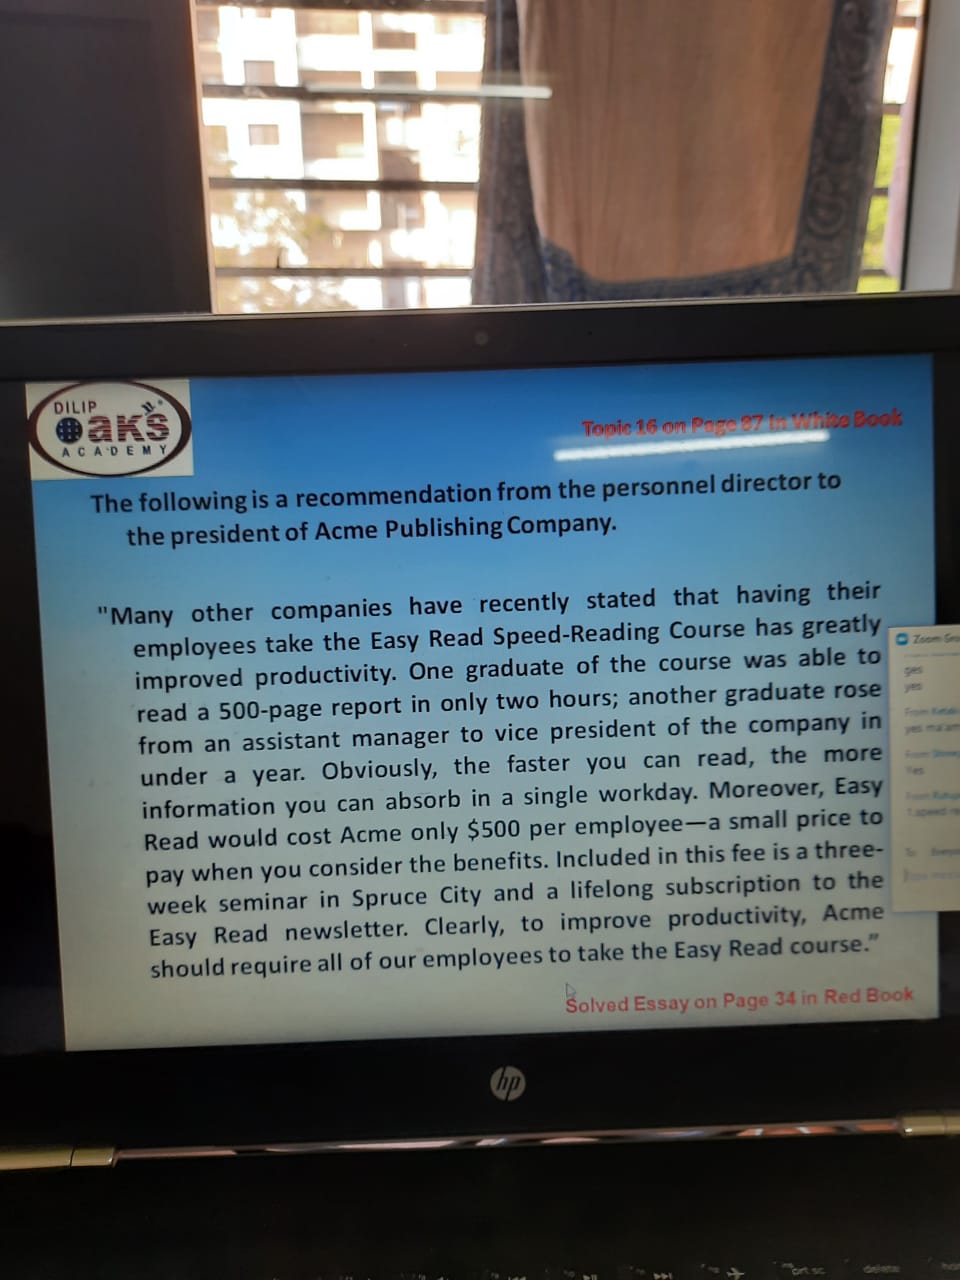 DILIP
Oaks
ACADEMY
Topic 16 on Page 87 in White Book
The following is a recommendation from the personnel director to
the president of Acme Publishing Company.
"Many other companies have recently stated that having their
employees take the Easy Read Speed-Reading Course has greatly
improved productivity. One graduate of the course was able to
read a 500-page report in only two hours; another graduate rose
from an assistant manager to vice president of the company in
under a year. Obviously, the faster you can read, the more
information you can absorb in a single workday. Moreover, Easy
Read would cost Acme only $500 per employee—a small price to
pay when you consider the benefits. Included in this fee is a three-
week seminar in Spruce City and a lifelong subscription to the
Easy Read newsletter. Clearly, to improve productivity, Acme
should require all of our employees to take the Easy Read course."
Solved Essay on Page 34 in Red Book
Zoom
yes
yes
From
yes ma'am
From
Yes
From
hp
prt sc
delete